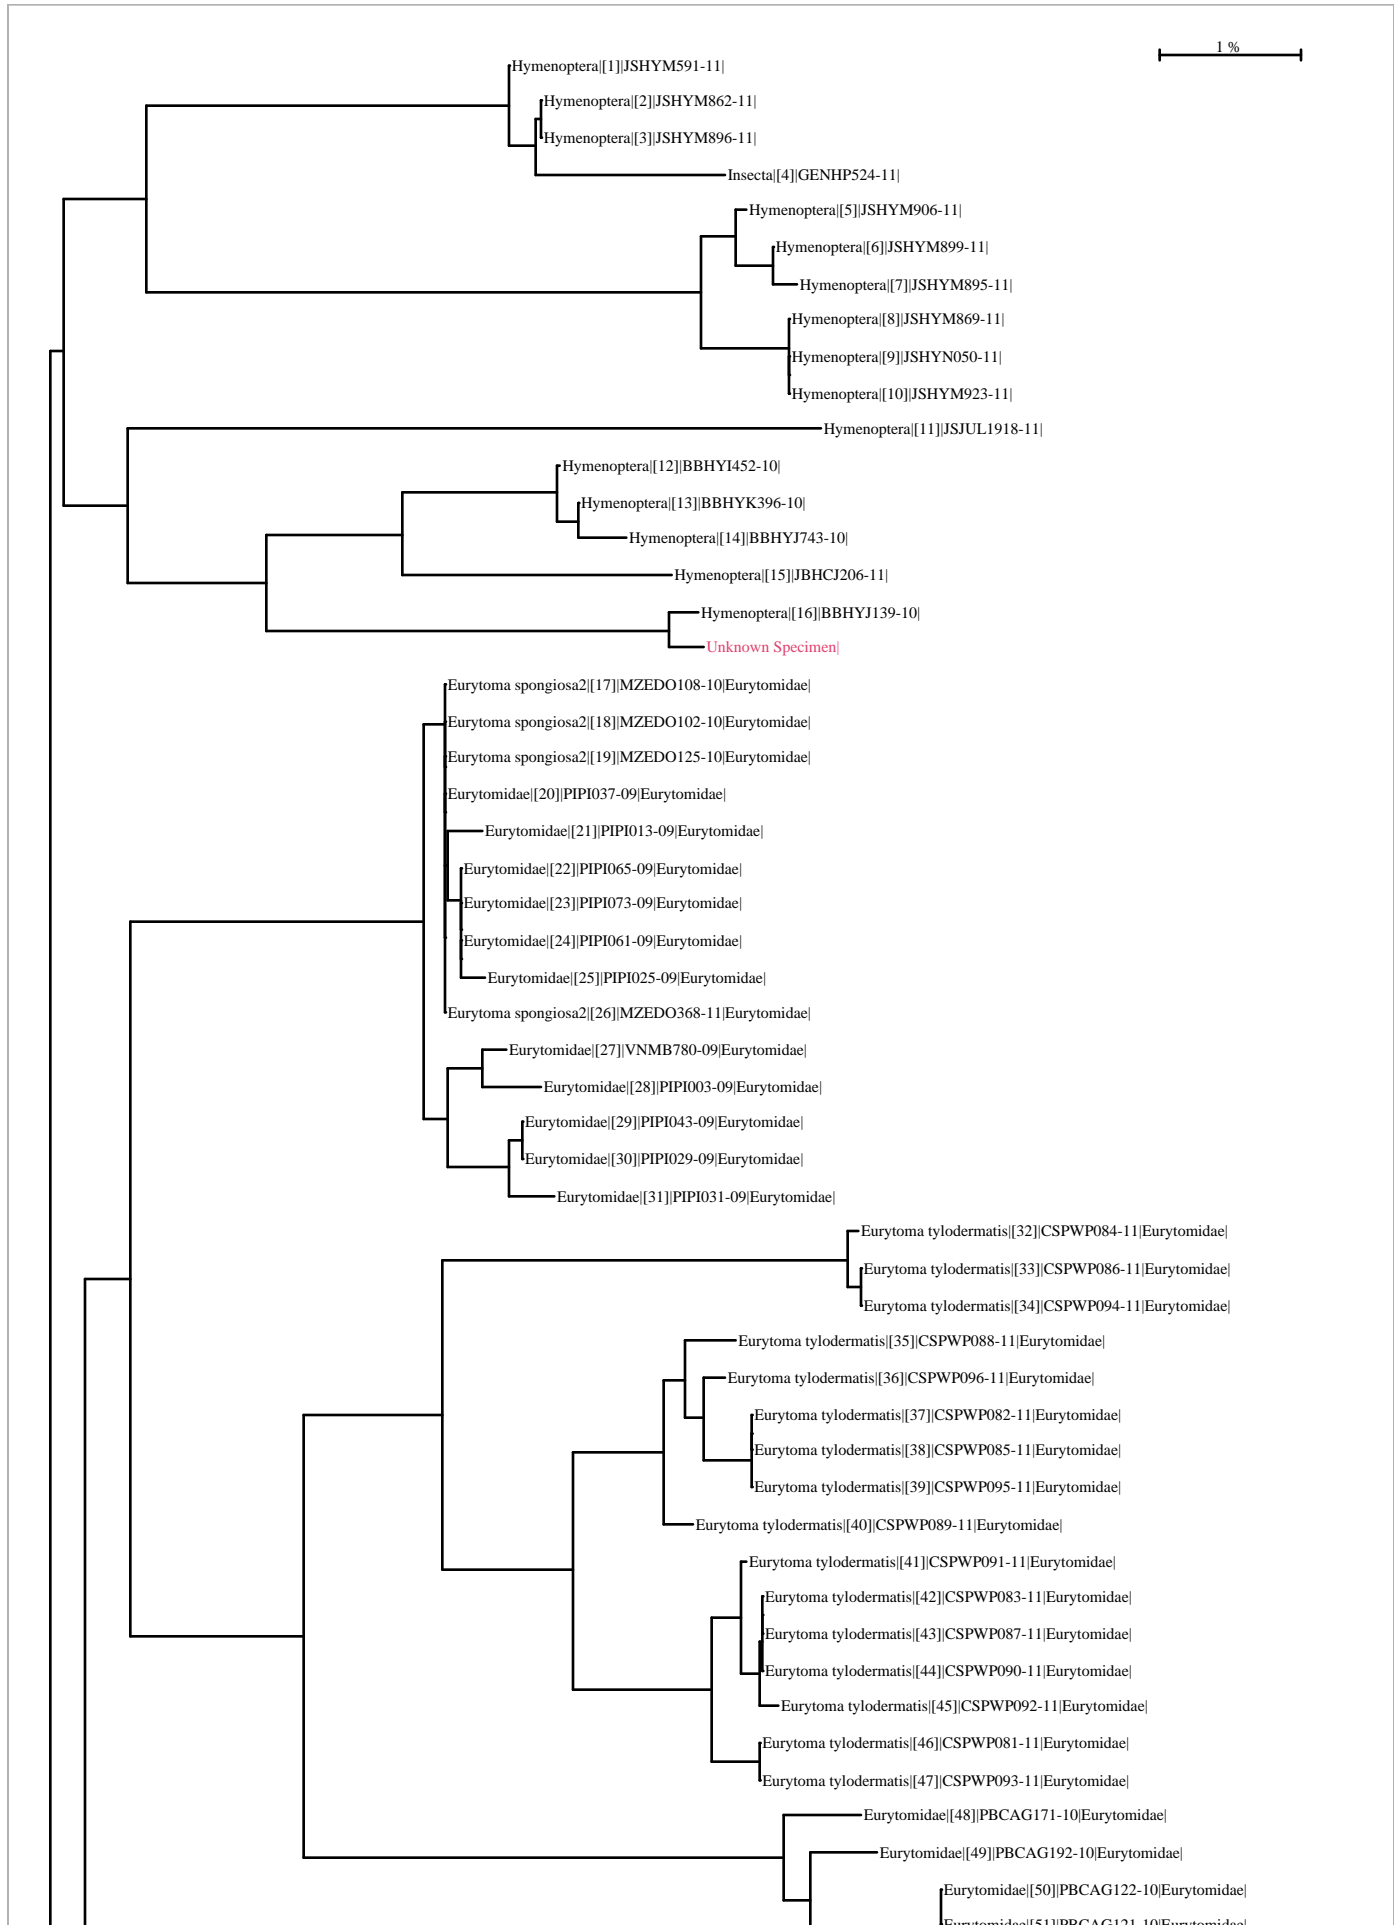 1 %
Hymenoptera|[1]|JSHYM591-11|
Hymenoptera|[2]|JSHYM862-11|
Hymenoptera|[3]|JSHYM896-11|
Insecta|[4]|GENHP524-11|
Hymenoptera|[5]|JSHYM906-11|
Hymenoptera|[6]|JSHYM899-11|
Hymenoptera|[7]|JSHYM895-11|
Hymenoptera|[8]|JSHYM869-11|
Hymenoptera|[9]|JSHYN050-11|
Hymenoptera|[10]|JSHYM923-11|
Hymenoptera|[11]|JSJUL1918-11|
Hymenoptera|[12]|BBHYI452-10|
Hymenoptera|[13]|BBHYK396-10|
Hymenoptera|[14]|BBHYJ743-10|
Hymenoptera|[15]|JBHCJ206-11|
Hymenoptera|[16]|BBHYJ139-10|
Unknown Specimen|
Eurytoma spongiosa2|[17]|MZEDO108-10|Eurytomidae|
Eurytoma spongiosa2|[18]|MZEDO102-10|Eurytomidae|
Eurytoma spongiosa2|[19]|MZEDO125-10|Eurytomidae|
Eurytomidae|[20]|PIPI037-09|Eurytomidae|
Eurytomidae|[21]|PIPI013-09|Eurytomidae|
Eurytomidae|[22]|PIPI065-09|Eurytomidae|
Eurytomidae|[23]|PIPI073-09|Eurytomidae|
Eurytomidae|[24]|PIPI061-09|Eurytomidae|
Eurytomidae|[25]|PIPI025-09|Eurytomidae|
Eurytoma spongiosa2|[26]|MZEDO368-11|Eurytomidae|
Eurytomidae|[27]|VNMB780-09|Eurytomidae|
Eurytomidae|[28]|PIPI003-09|Eurytomidae|
Eurytomidae|[29]|PIPI043-09|Eurytomidae|
Eurytomidae|[30]|PIPI029-09|Eurytomidae|
Eurytomidae|[31]|PIPI031-09|Eurytomidae|
Eurytoma tylodermatis|[32]|CSPWP084-11|Eurytomidae|
Eurytoma tylodermatis|[33]|CSPWP086-11|Eurytomidae|
Eurytoma tylodermatis|[34]|CSPWP094-11|Eurytomidae|
Eurytoma tylodermatis|[35]|CSPWP088-11|Eurytomidae|
Eurytoma tylodermatis|[36]|CSPWP096-11|Eurytomidae|
Eurytoma tylodermatis|[37]|CSPWP082-11|Eurytomidae|
Eurytoma tylodermatis|[38]|CSPWP085-11|Eurytomidae|
Eurytoma tylodermatis|[39]|CSPWP095-11|Eurytomidae|
Eurytoma tylodermatis|[40]|CSPWP089-11|Eurytomidae|
Eurytoma tylodermatis|[41]|CSPWP091-11|Eurytomidae|
Eurytoma tylodermatis|[42]|CSPWP083-11|Eurytomidae|
Eurytoma tylodermatis|[43]|CSPWP087-11|Eurytomidae|
Eurytoma tylodermatis|[44]|CSPWP090-11|Eurytomidae|
Eurytoma tylodermatis|[45]|CSPWP092-11|Eurytomidae|
Eurytoma tylodermatis|[46]|CSPWP081-11|Eurytomidae|
Eurytoma tylodermatis|[47]|CSPWP093-11|Eurytomidae|
Eurytomidae|[48]|PBCAG171-10|Eurytomidae|
Eurytomidae|[49]|PBCAG192-10|Eurytomidae|
Eurytomidae|[50]|PBCAG122-10|Eurytomidae|
Eurytomidae|[51]|PBCAG121-10|Eurytomidae|